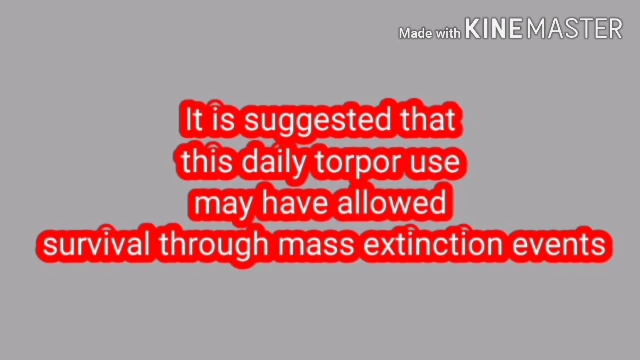 Made with KINEMASTER
It is suggested that
this daily torpor use
may have allowed
survival through mass extinction events